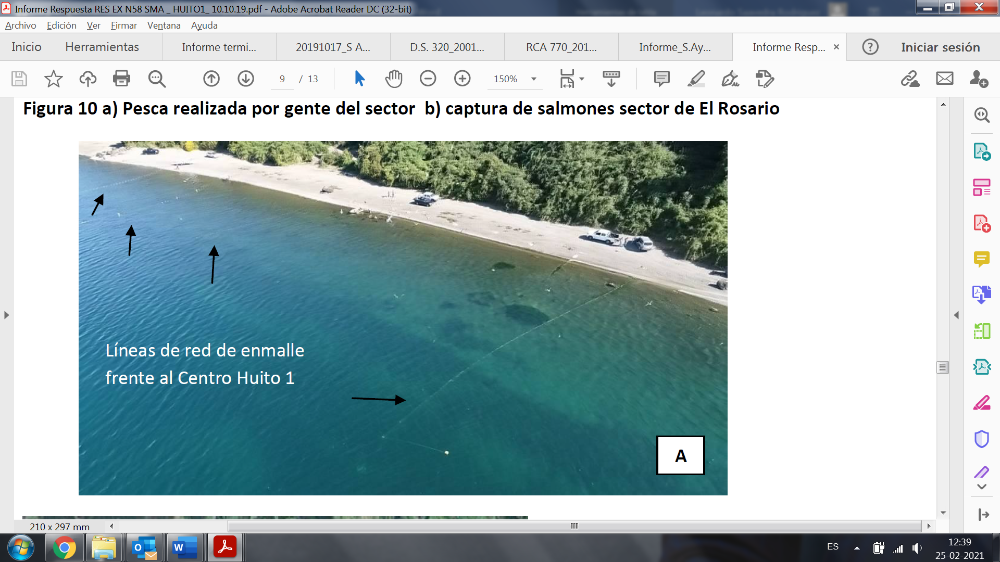 Informe Respuesta RES EX N58 SMA _ HUITO1_ 10.10.19.pdf - Adobe Acrobat Reader DC (32-bit)
Archivo Edición Ver Firmar Ventana Ayuda
Inicio Herramientas Informe termi... 20191017_S A... D.S. 320_2001... RCA 770_201... Informe_S.Ay... Informe Resp... × ? Iniciar sesión
9 / 13 150%
Figura 10 a) Pesca realizada por gente del sector b) captura de salmones sector de El Rosario
Líneas de red de enmalle
frente al Centro Huito 1
A
210 x 297 mm
ES 12:39
25-02-2021